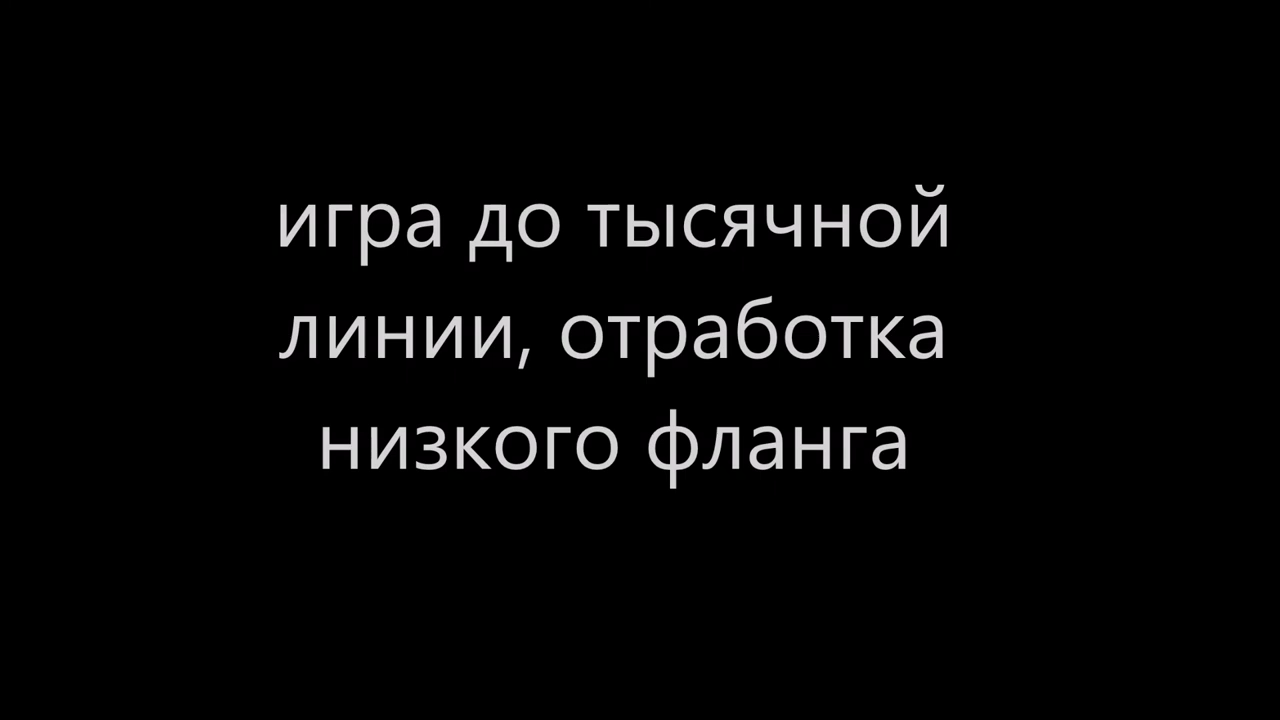 игра до тысячной
линии, отработка
низкого фланга